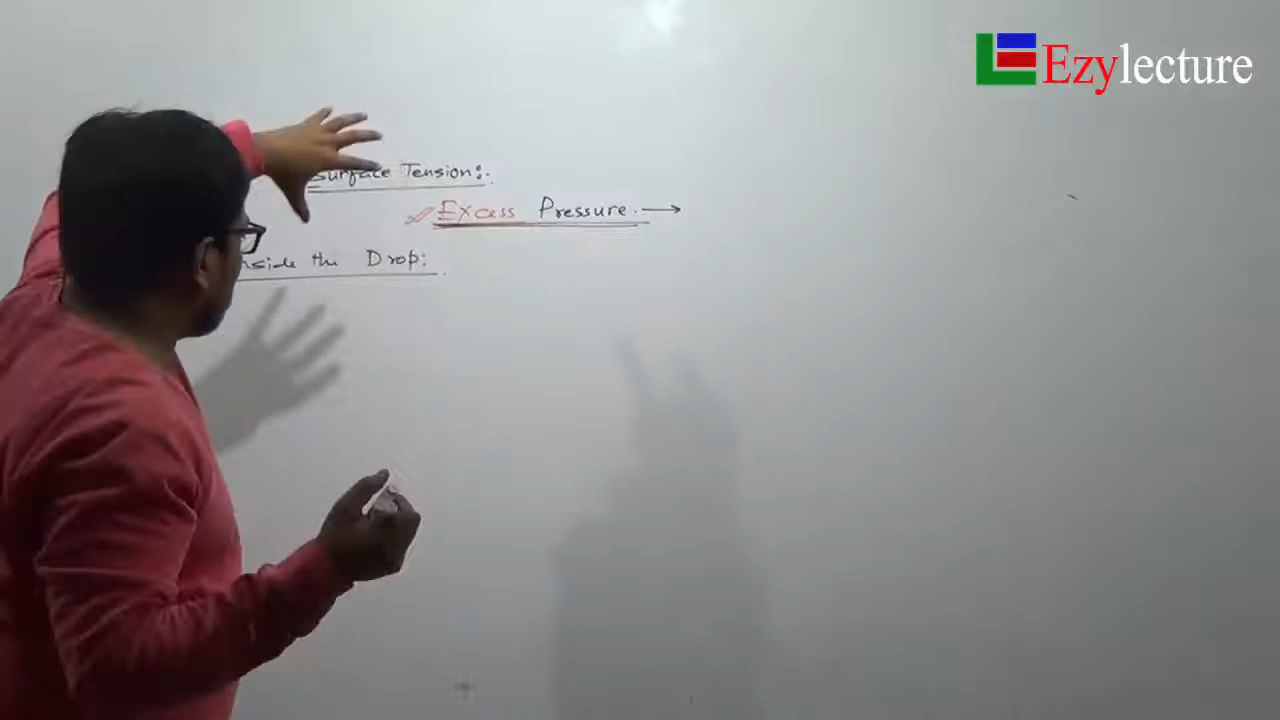 Ezylecture
Surface Tension:.
✓ Excess Pressure. →
the Drop: